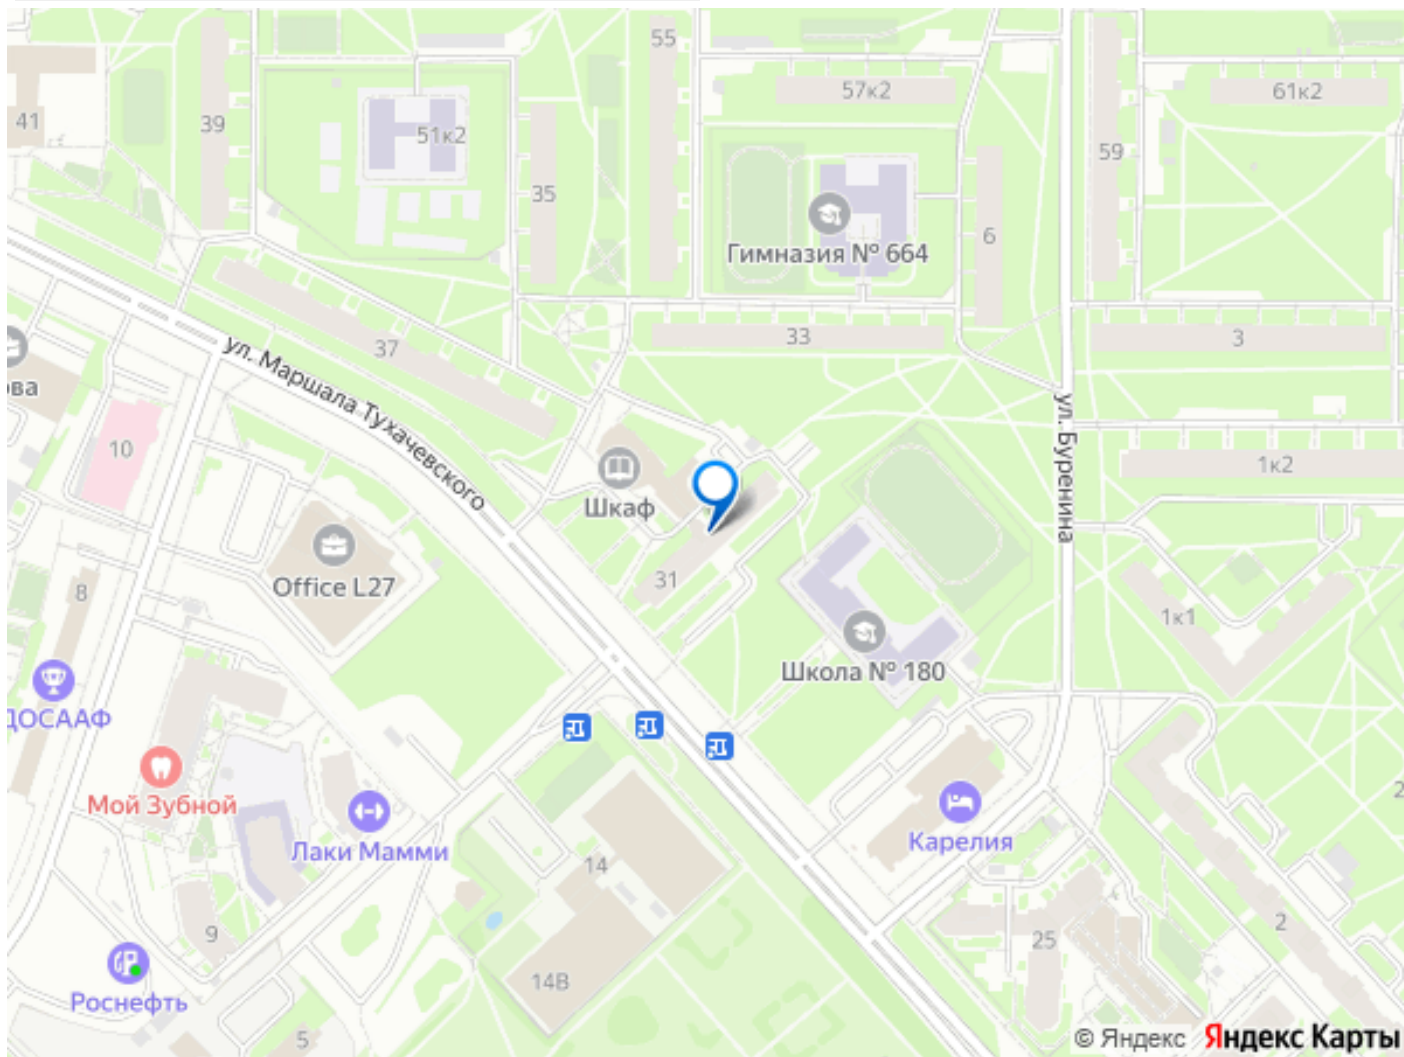 55
57к2
61к2
41
39
51к2
59
35
6
Гимназия № 664
33
3
37
ул. Маршала Тухачевского
ова
ул. Буренина
10
1к2
Шкаф
Office L27
31
8
1к1
Школа № 180
ДОСААФ
Мой Зубной
2
Карелия
Лаки Мамми
14
9
25
2
14В
Роснефть
5
© Яндекс Яндекс Карты